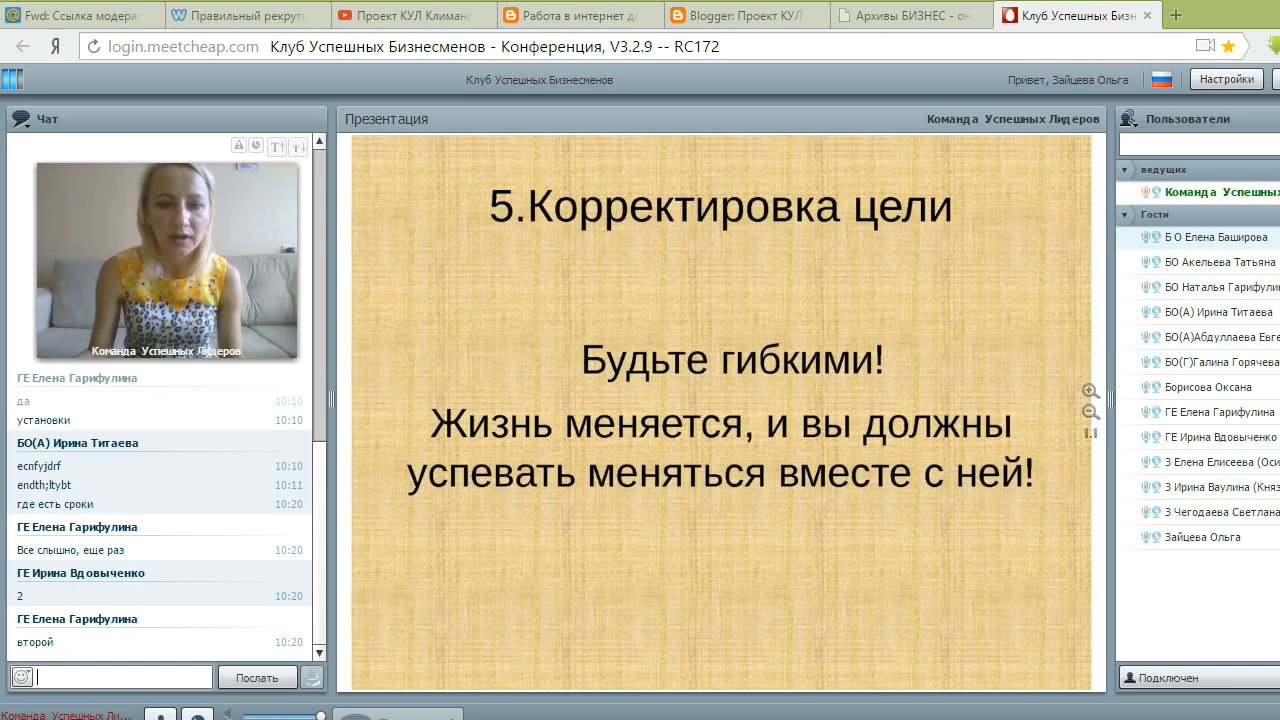 Fwd: Ссылка модера
Правильный рекрут
Проект КУЛ Климан
Работа в интернет д
Blogger: Проект КУЛ
Архивы БИЗНЕС - он
Клуб Успешных Бизн
login.meetcheap.com Клуб Успешных Бизнесменов - Конференция, V3.2.9 -- RC172
Клуб Успешных Бизнесменов
Привет, Зайцева Ольга
Настройки
Чат
Команда Успешных Лидеров
ГЕ Елена Гарифулина
да 10:10
установки 10:10
БО(А) Ирина Титаева
ecnfyjdrf 10:10
endth;ltybt 10:11
где есть сроки 10:20
ГЕ Елена Гарифулина
Все слышно, еще раз 10:20
ГЕ Ирина Вдовыченко
2 10:20
ГЕ Елена Гарифулина
второй 10:20
Послать
Команда Успешных Ли...
Презентация
Команда Успешных Лидеров
5.Корректировка цели
Будьте гибкими!
Жизнь меняется, и вы должны
успевать меняться вместе с ней!
1:1
Пользователи
ведущих
Команда Успешных
Гости
Б О Елена Баширова
БО Акельева Татьяна
БО Наталья Гарифули
БО(А) Ирина Титаева
БО(А)Абдуллаева Евге
БО(Г)Галина Горячева
Борисова Оксана
ГЕ Елена Гарифулина
ГЕ Ирина Вдовыченко
З Елена Елисеева (Оси
З Ирина Ваулина (Княз
З Чегодаева Светлана
Зайцева Ольга
Подключен